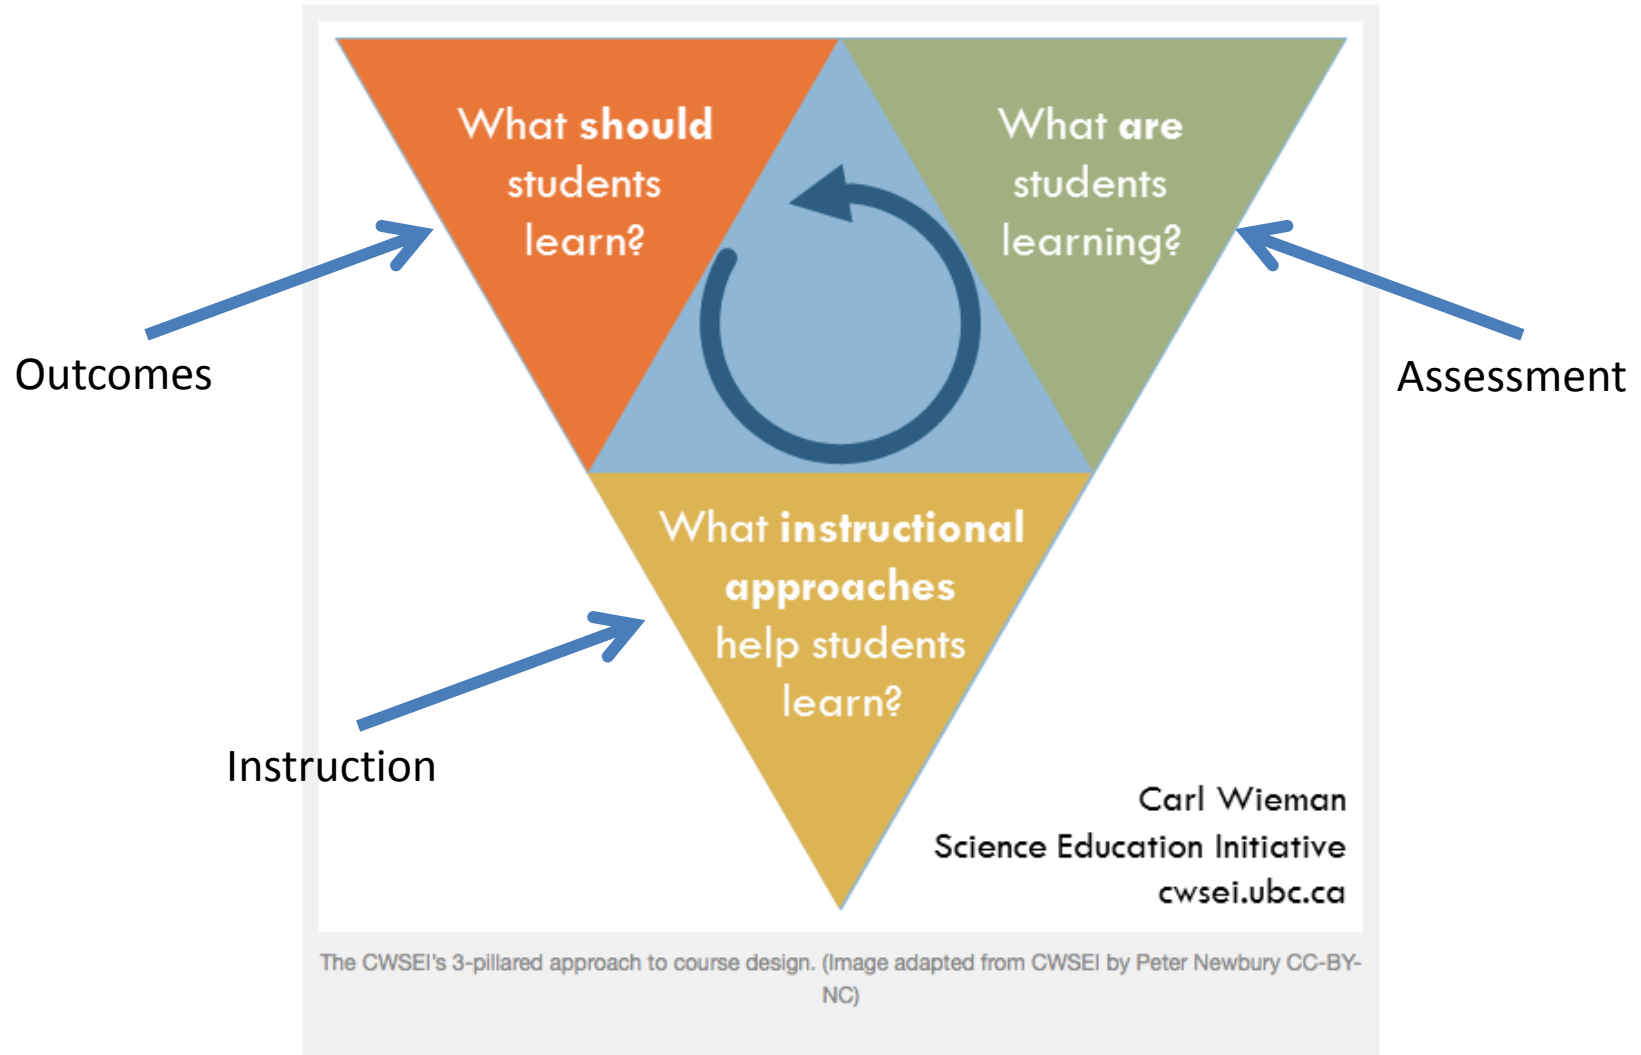 What should
students
learn?
What are
students
learning?
Outcomes
Assessment
What instructional
approaches
help students
learn?
Instruction
Carl Wieman
Science Education Initiative
cwsei.ubc.ca
The CWSEI's 3-pillared approach to course design. (Image adapted from CWSEI by Peter Newbury CC-BY-
NC)